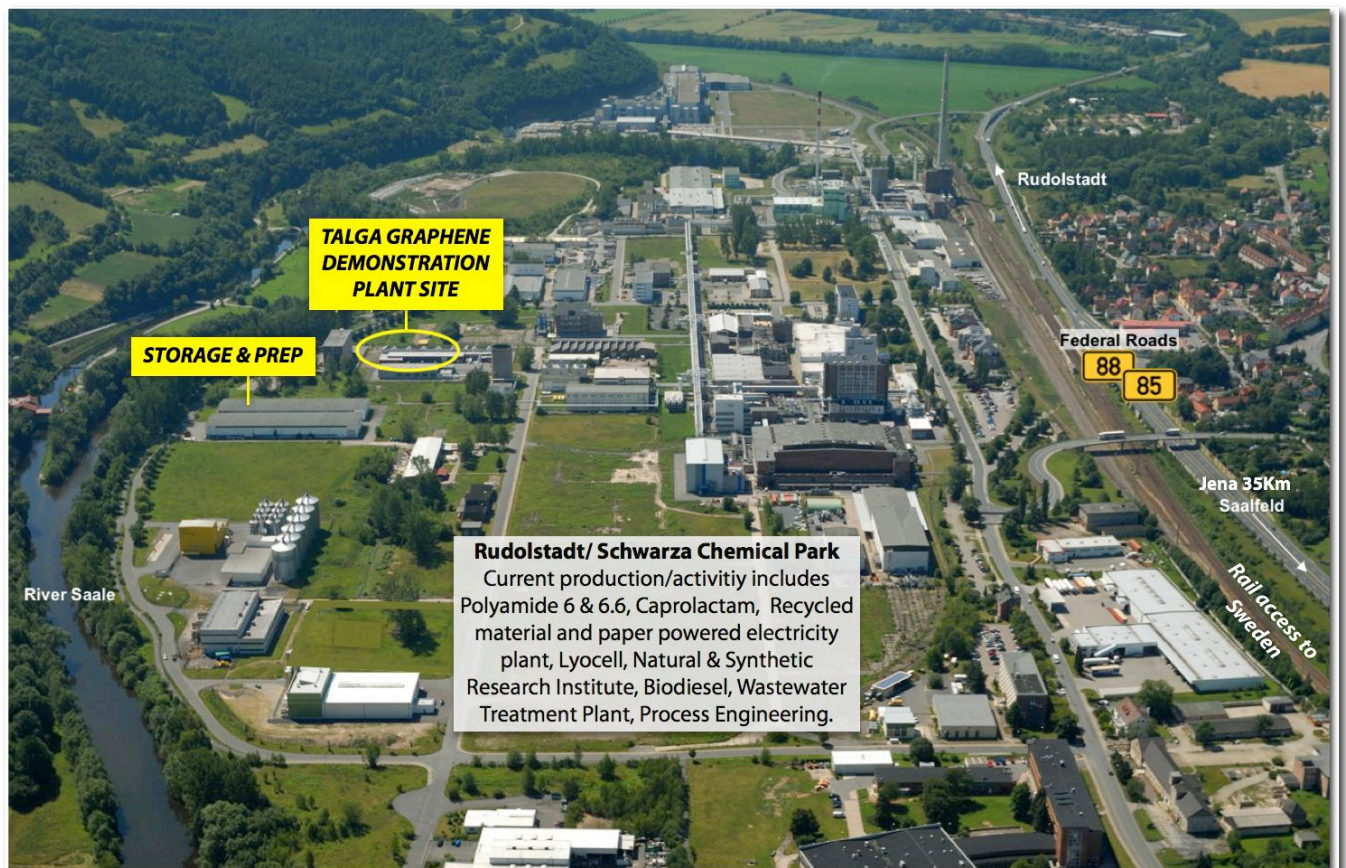 Rudolstadt
TALGA GRAPHENE
DEMONSTRATION
PLANT SITE
STORAGE & PREP
Federal Roads
88
85
Jena 35Km
Saalfeld
River Saale
Rail access to
Sweden
Rudolstadt/ Schwarza Chemical Park
Current production/activitiy includes
Polyamide 6 & 6.6, Caprolactam, Recycled
material and paper powered electricity
plant, Lyocell, Natural & Synthetic
Research Institute, Biodiesel, Wastewater
Treatment Plant, Process Engineering.